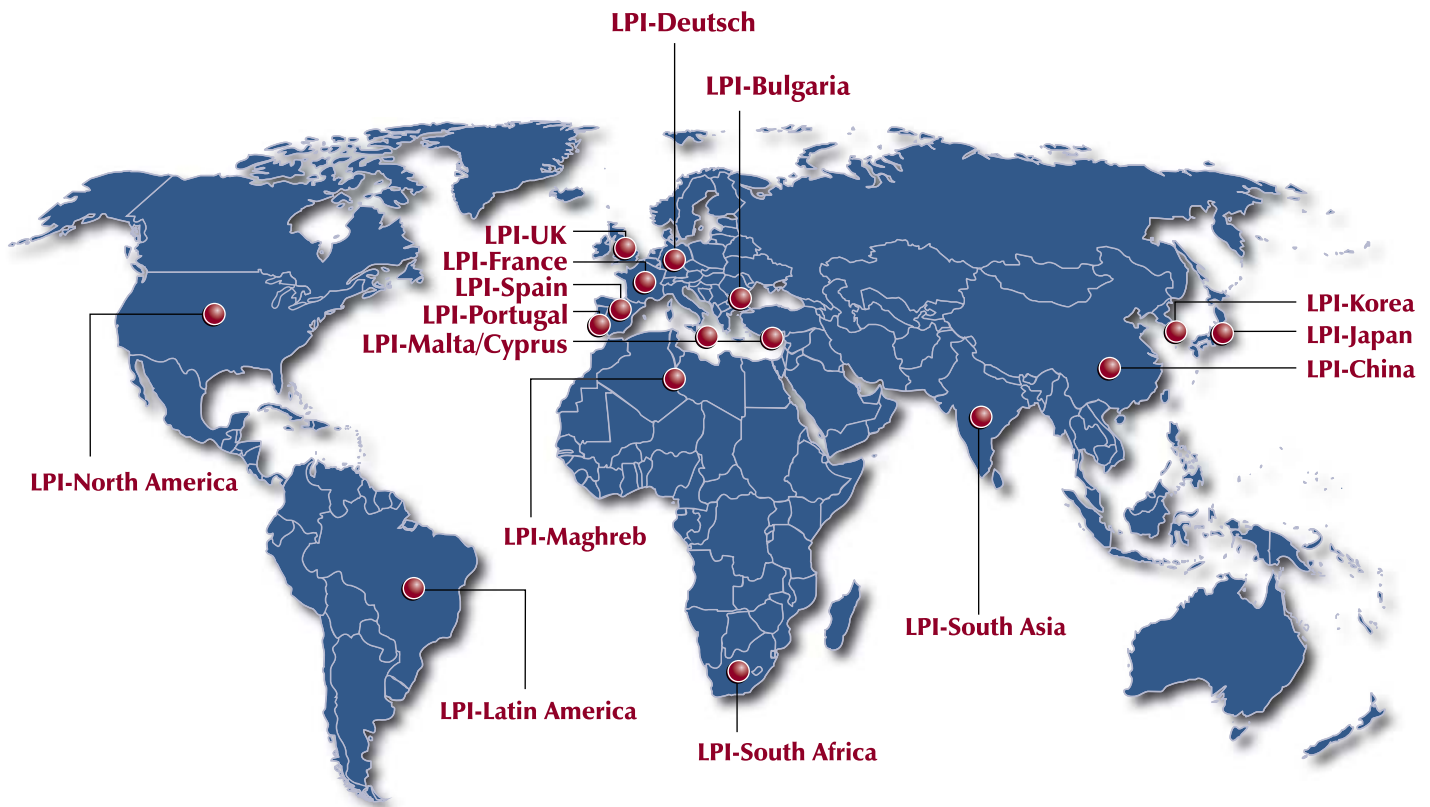 LPI-Deutsch
LPI-Bulgaria
LPI-UK
LPI-France
LPI-Spain
LPI-Portugal
LPI-Malta/Cyprus
LPI-Korea
LPI-Japan
LPI-China
LPI-North America
LPI-Maghreb
LPI-South Asia
LPI-Latin America
LPI-South Africa